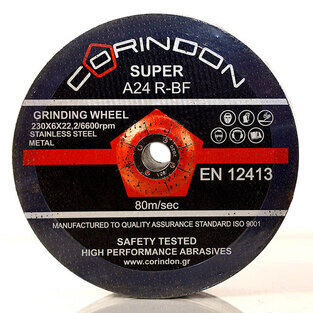 CORINDON
SUPER
A24 R-BF
GRINDING WHEEL
230X6X22,2/6600rpm
STAINLESS STEEL
METAL
EN 12413
80m/sec
MANUFACTURED TO QUALITY ASSURANCE STANDARD ISO 9001
SAFETY TESTED
HIGH PERFORMANCE ABRASIVES
www.corindon.gr